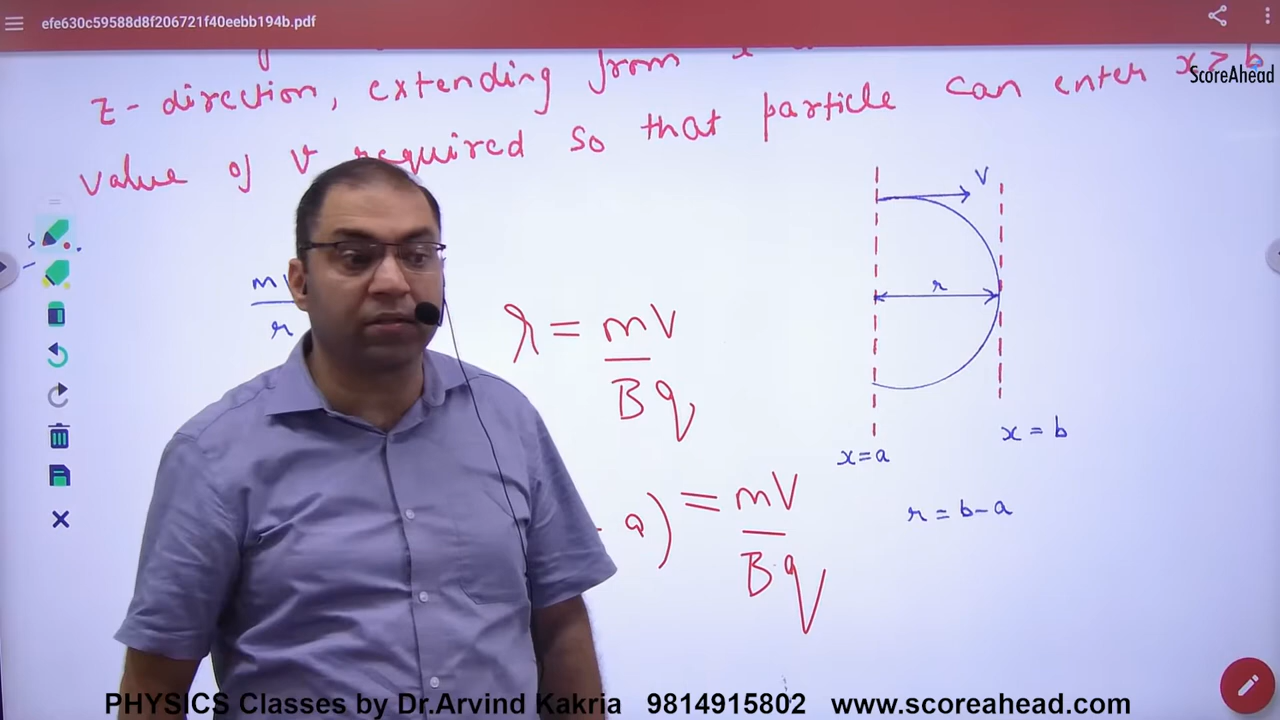 efe630c59588d8f206721f40eebb194b.pdf
ScoreAhead
z-direction, extending from x
value of v required so that particle can enter x > b
v
m
r
r = mv
Bq
r
x = b
x=a
a) = mv
Bq
r = b-a
PHYSICS Classes by Dr.Arvind Kakria 9814915802 www.scoreahead.com